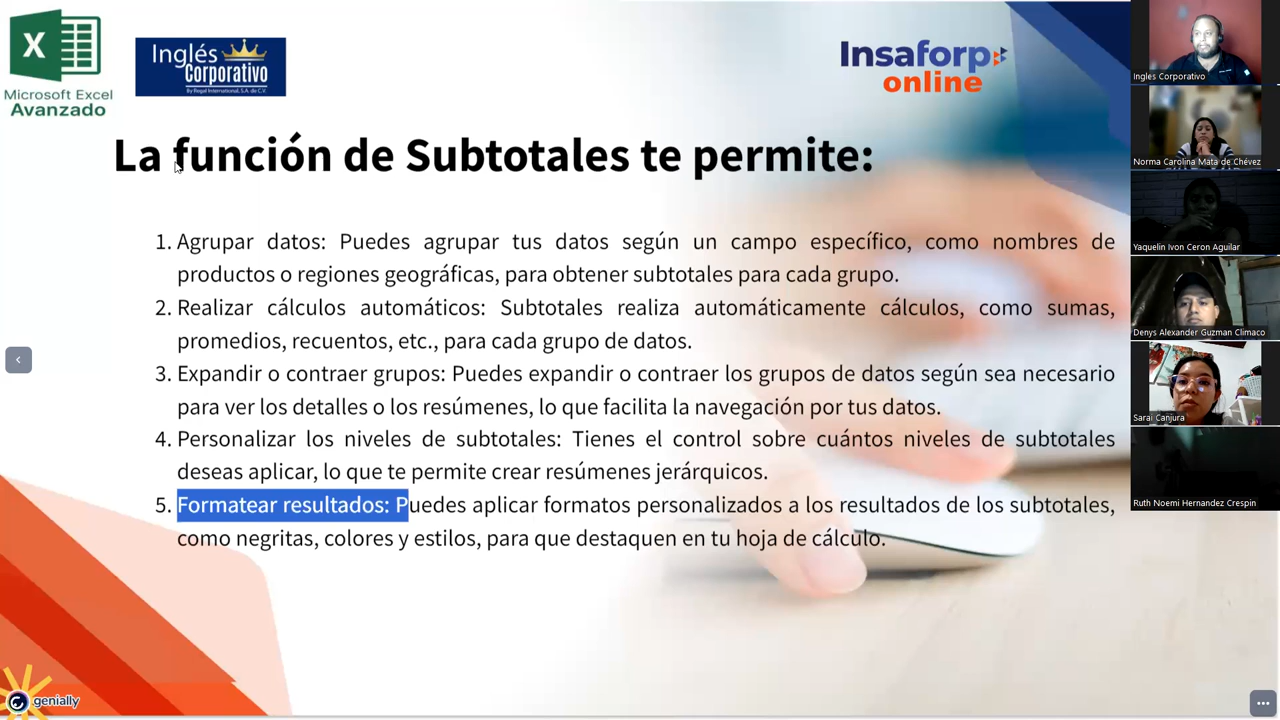 X
Microsoft Excel
Avanzado
Inglés
Corporativo
By Regal International, S.A. de C.V.
Insaforp
online
La función de Subtotales te permite:
1. Agrupar datos: Puedes agrupar tus datos según un campo específico, como nombres de
productos o regiones geográficas, para obtener subtotales para cada grupo.
2. Realizar cálculos automáticos: Subtotales realiza automáticamente cálculos, como sumas,
promedios, recuentos, etc., para cada grupo de datos.
3. Expandir o contraer grupos: Puedes expandir o contraer los grupos de datos según sea necesario
para ver los detalles o los resúmenes, lo que facilita la navegación por tus datos.
4. Personalizar los niveles de subtotales: Tienes el control sobre cuántos niveles de subtotales
deseas aplicar, lo que te permite crear resúmenes jerárquicos.
5. Formatear resultados: Puedes aplicar formatos personalizados a los resultados de los subtotales,
como negritas, colores y estilos, para que destaquen en tu hoja de cálculo.
genially
Ingles Corporativo
Norma Carolina Mata de Chévez
Yaquelin Ivon Ceron Aguilar
Denys Alexander Guzman Climaco
Sarai Canjura
Ruth Noemi Hernandez Crespin